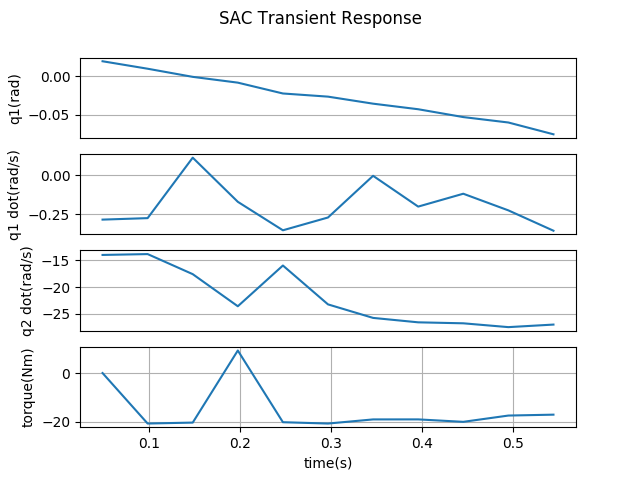 SAC Transient Response
q1(rad)
0.00
−0.05
q1 dot(rad/s)
0.00
−0.25
q2 dot(rad/s)
−15
−20
−25
torque(Nm)
0
−20
0.1 0.2 0.3 0.4 0.5
time(s)